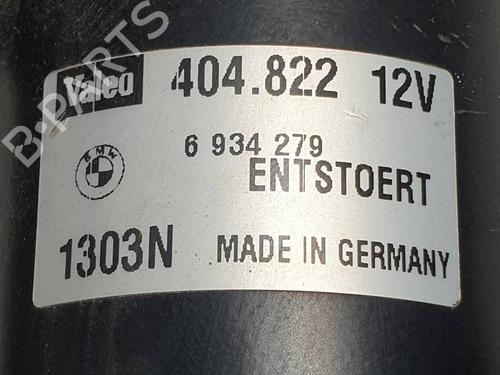 Valeo 404.822 12V
BMW 6 934 279
ENTSTOERT
1303N MADE IN GERMANY
B-PARTS